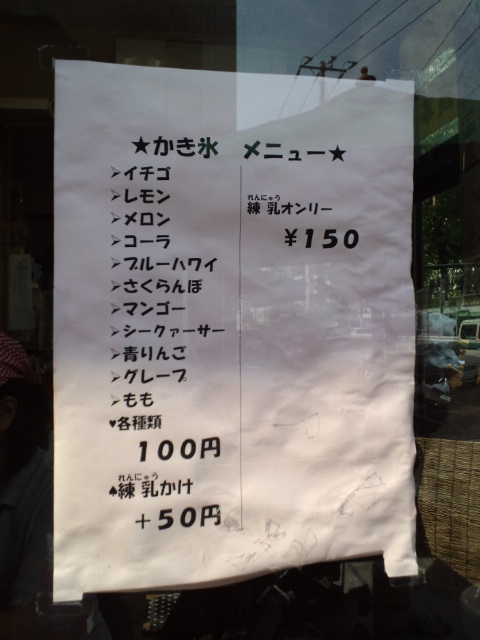 ★かき氷 メニュー★
➢イチゴ
➢レモン
➢メロン
➢コーラ
➢ブルーハワイ
➢さくらんぼ
➢マンゴー
➢シークァーサー
➢青りんご
➢グレープ
➢もも
♥各種類
100円
れんにゅう
♠練乳かけ
+50円
れんにゅう
練乳オンリー
¥150